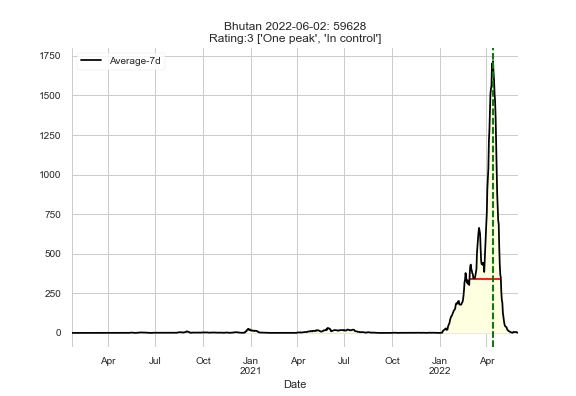 Bhutan 2022-06-02: 59628
Rating:3 ['One peak', 'In control']
1750
Average-7d
1500
1250
1000
750
500
250
0
Apr Jul Oct Jan Apr Jul Oct Jan Apr
2021 2022
Date